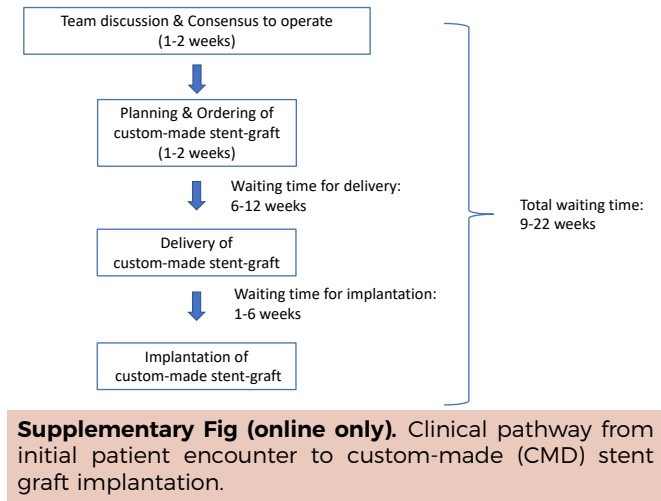 Team discussion & Consensus to operate
(1-2 weeks)
Planning & Ordering of
custom-made stent-graft
(1-2 weeks)
Waiting time for delivery:
6-12 weeks
Total waiting time:
9-22 weeks
Delivery of
custom-made stent-graft
Waiting time for implantation:
1-6 weeks
Implantation of
custom-made stent-graft
Supplementary Fig (online only). Clinical pathway from
initial patient encounter to custom-made (CMD) stent
graft implantation.